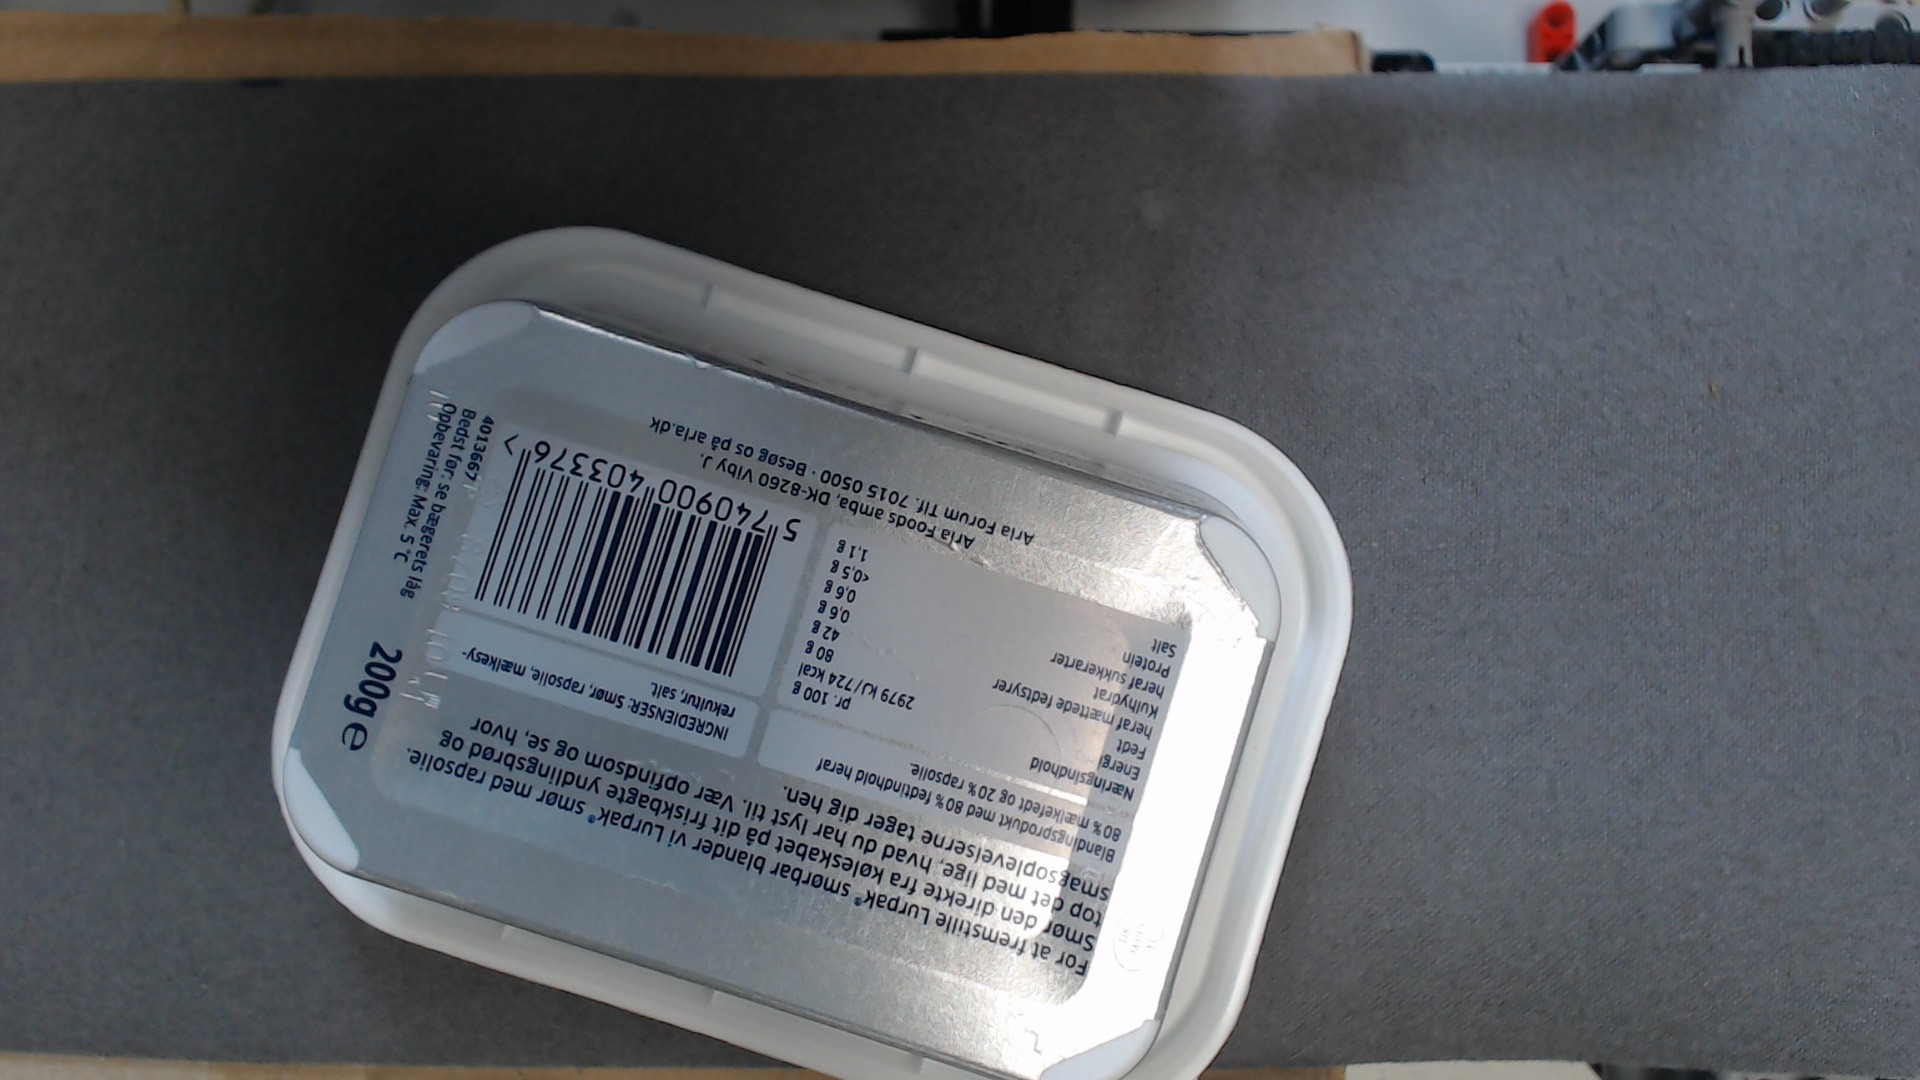 For at fremstille Lurpak® smørbar blander vi Lurpak® smør med rapsolie.
Smør den direkte fra køleskabet på dit friskbagte yndlingsbrød og
top det med lige, hvad du har lyst til. Vær opfindsom og se, hvor
smagsoplevelserne tager dig hen.
Blandingsprodukt med 80% fedtindhold heraf
80% mælkefedt og 20% rapsolie.
Næringsindhold pr. 100 g
Energi 2979 kJ/724 kcal
Fedt 80 g
heraf mættede fedtsyrer 42 g
Kulhydrat 0,6 g
heraf sukkerarter 0,6 g
Protein <0,5 g
Salt 1,1 g
INGREDIENSER: Smør, rapsolie, mælkesy-
rekultur, salt.
5 740900 403376 >
Arla Foods amba, DK-8260 Viby J.
Arla Forum Tlf. 7015 0500 · Besøg os på arla.dk
4013667
Bedst før: se bægerets låg
Opbevaring: Max. 5°C
200g e